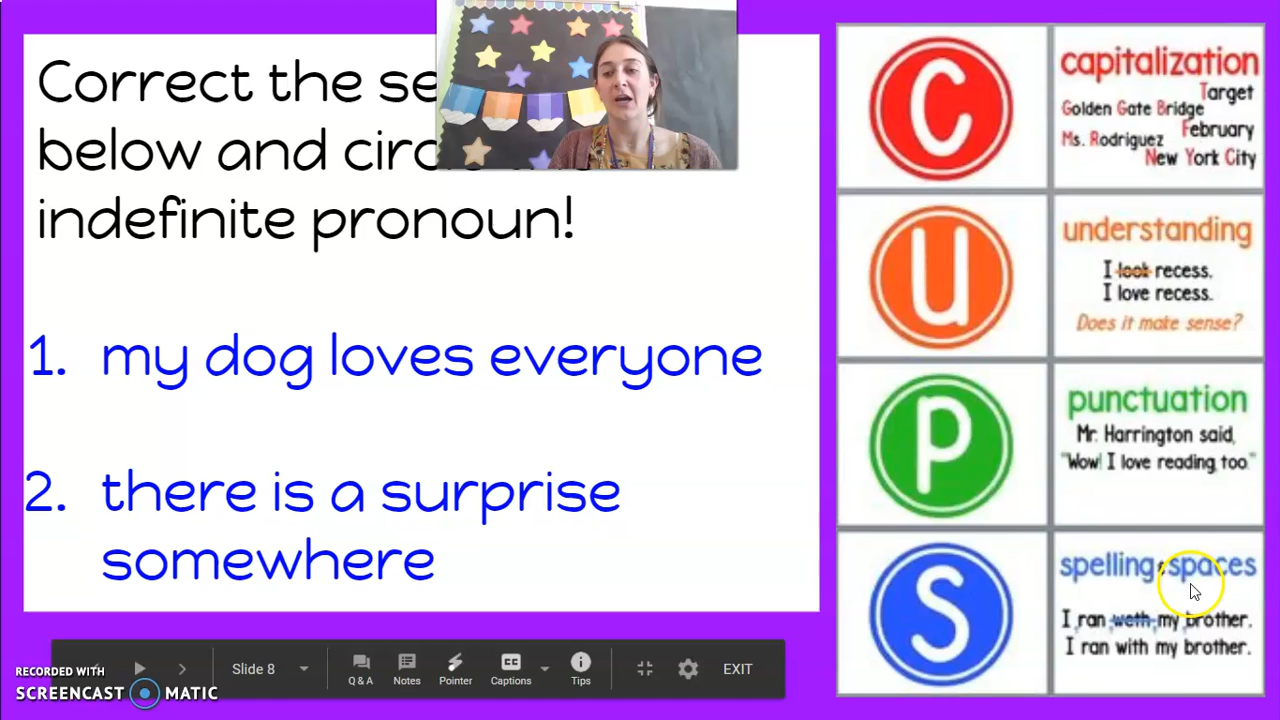 Correct the se
below and circ
indefinite pronoun!
1. my dog loves everyone
2. there is a surprise
somewhere
C
capitalization
Target
Golden Gate Bridge
February
Ms. Rodriguez
New York City
U
understanding
I look recess.
I love recess.
Does it make sense?
P
punctuation
Mr. Harrington said,
"Wow! I love reading, too."
S
spelling & spaces
I ran weth my brother.
I ran with my brother.
RECORDED WITH
SCREENCAST MATIC
Slide 8
Q & A
Notes
Pointer
Captions
Tips
EXIT